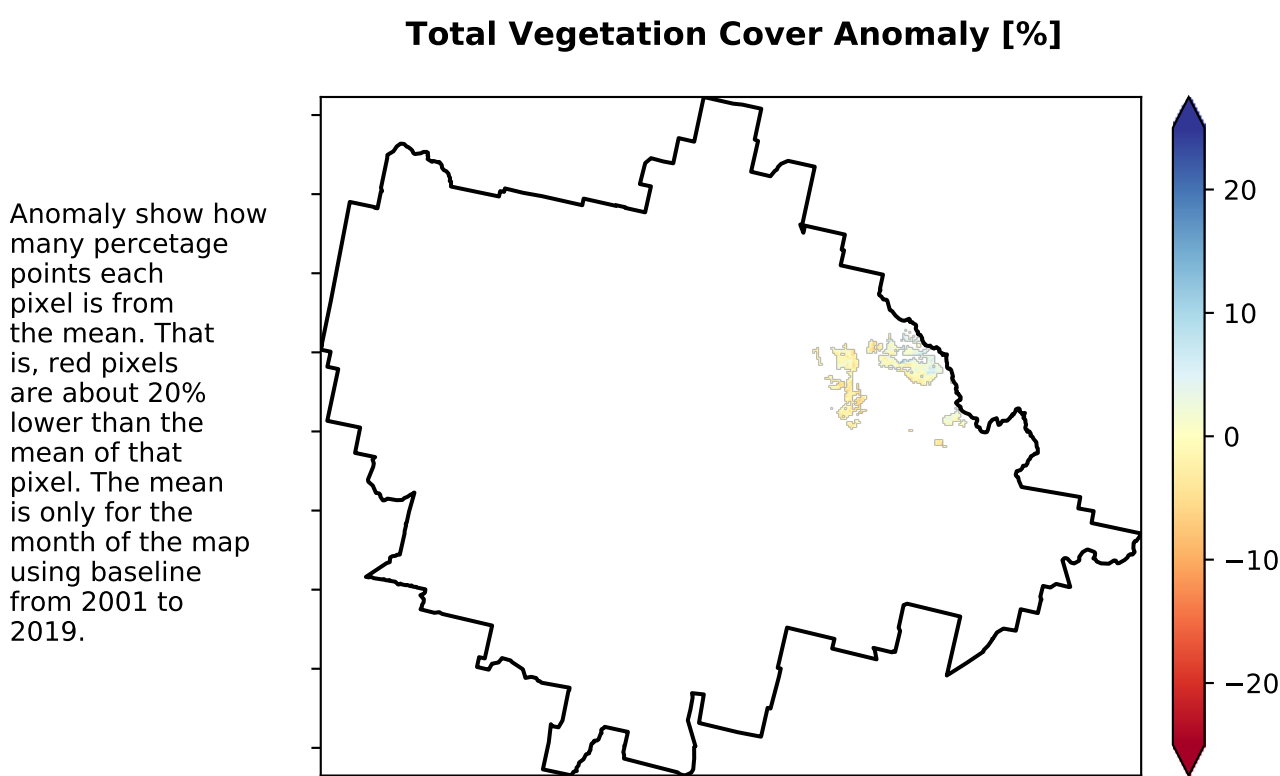 Total Vegetation Cover Anomaly [%]
Anomaly show how
many percetage
points each
pixel is from
the mean. That
is, red pixels
are about 20%
lower than the
mean of that
pixel. The mean
is only for the
month of the map
using baseline
from 2001 to
2019.
20
10
0
−10
−20